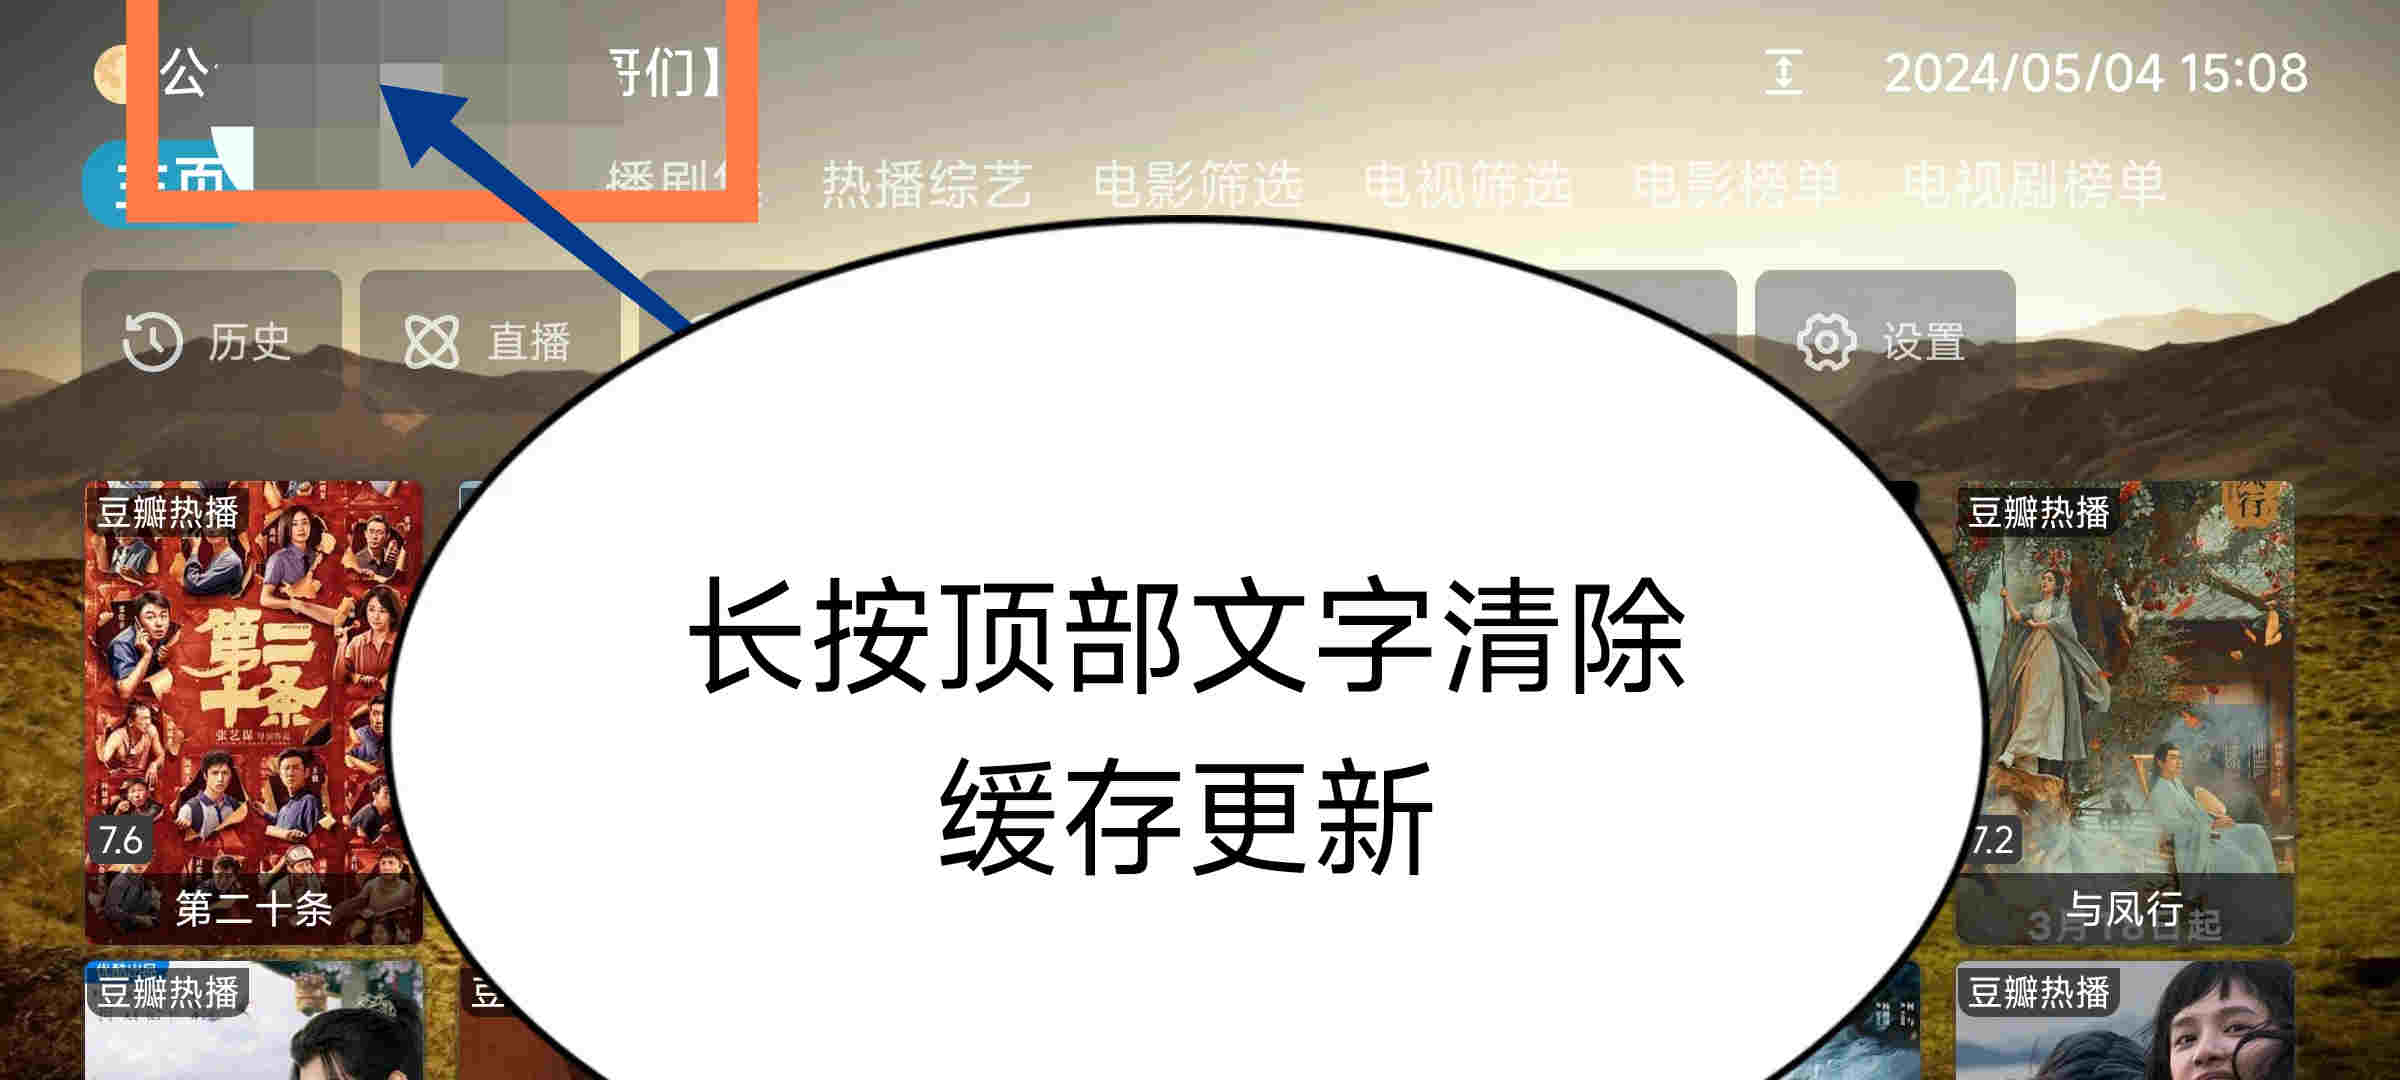 公
们】
2024/05/04 15:08
主页
播剧集
热播综艺
电影筛选
电视筛选
电影榜单
电视剧榜单
历史
直播
设置
豆瓣热播
第二十条
张艺谋
7.6
第二十条
长按顶部文字清除
缓存更新
豆瓣热播
行
7.2
与凤行
3月18日起
豆瓣热播
豆
豆瓣热播